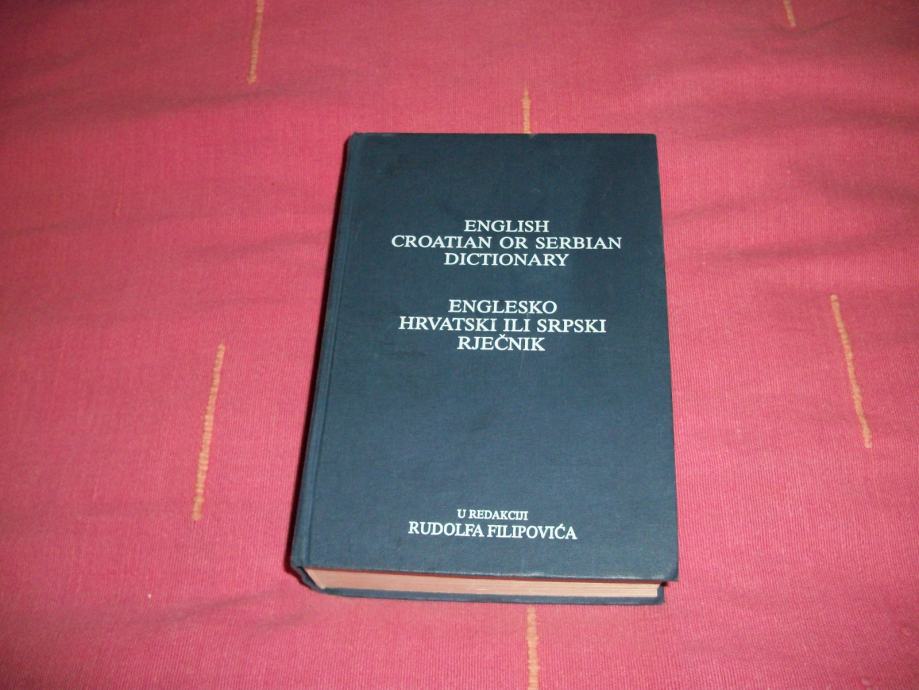 ENGLISH
CROATIAN OR SERBIAN
DICTIONARY
ENGLESKO
HRVATSKI ILI SRPSKI
RJEČNIK
U REDAKCIJI
RUDOLFA FILIPOVIĆA